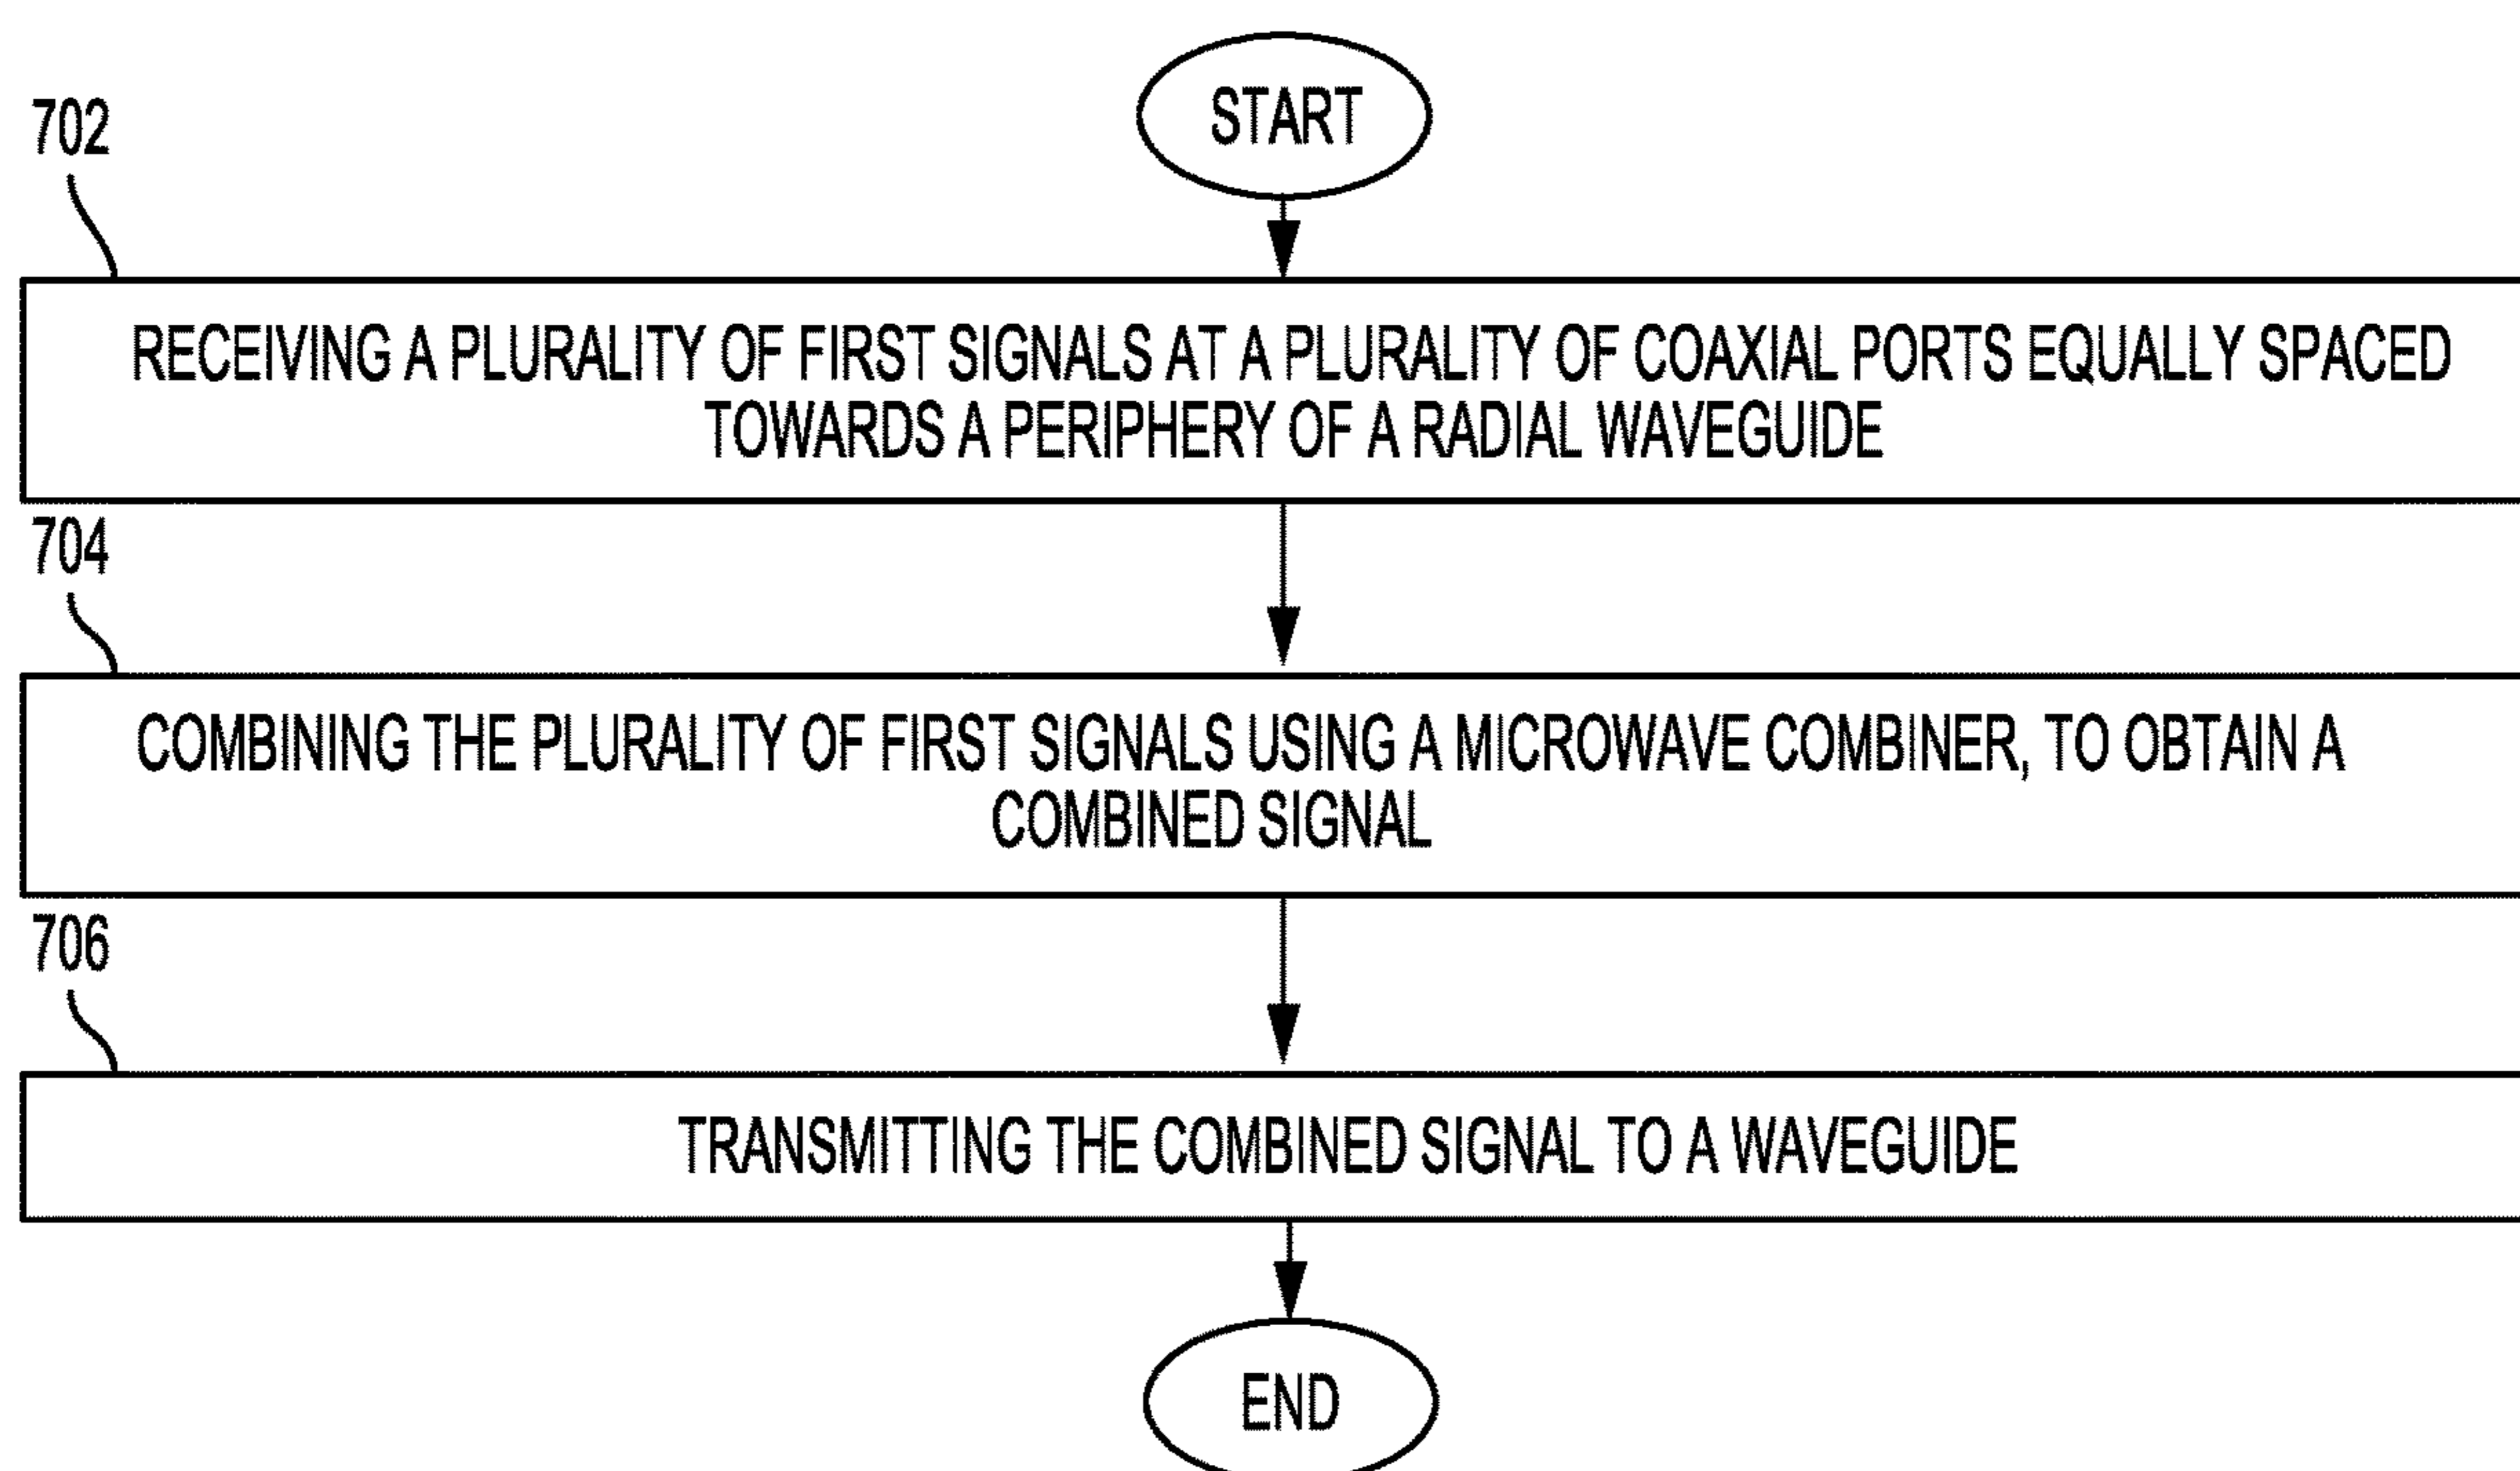 START
702
RECEIVING A PLURALITY OF FIRST SIGNALS AT A PLURALITY OF COAXIAL PORTS EQUALLY SPACED
TOWARDS A PERIPHERY OF A RADIAL WAVEGUIDE
704
COMBINING THE PLURALITY OF FIRST SIGNALS USING A MICROWAVE COMBINER, TO OBTAIN A
COMBINED SIGNAL
706
TRANSMITTING THE COMBINED SIGNAL TO A WAVEGUIDE
END